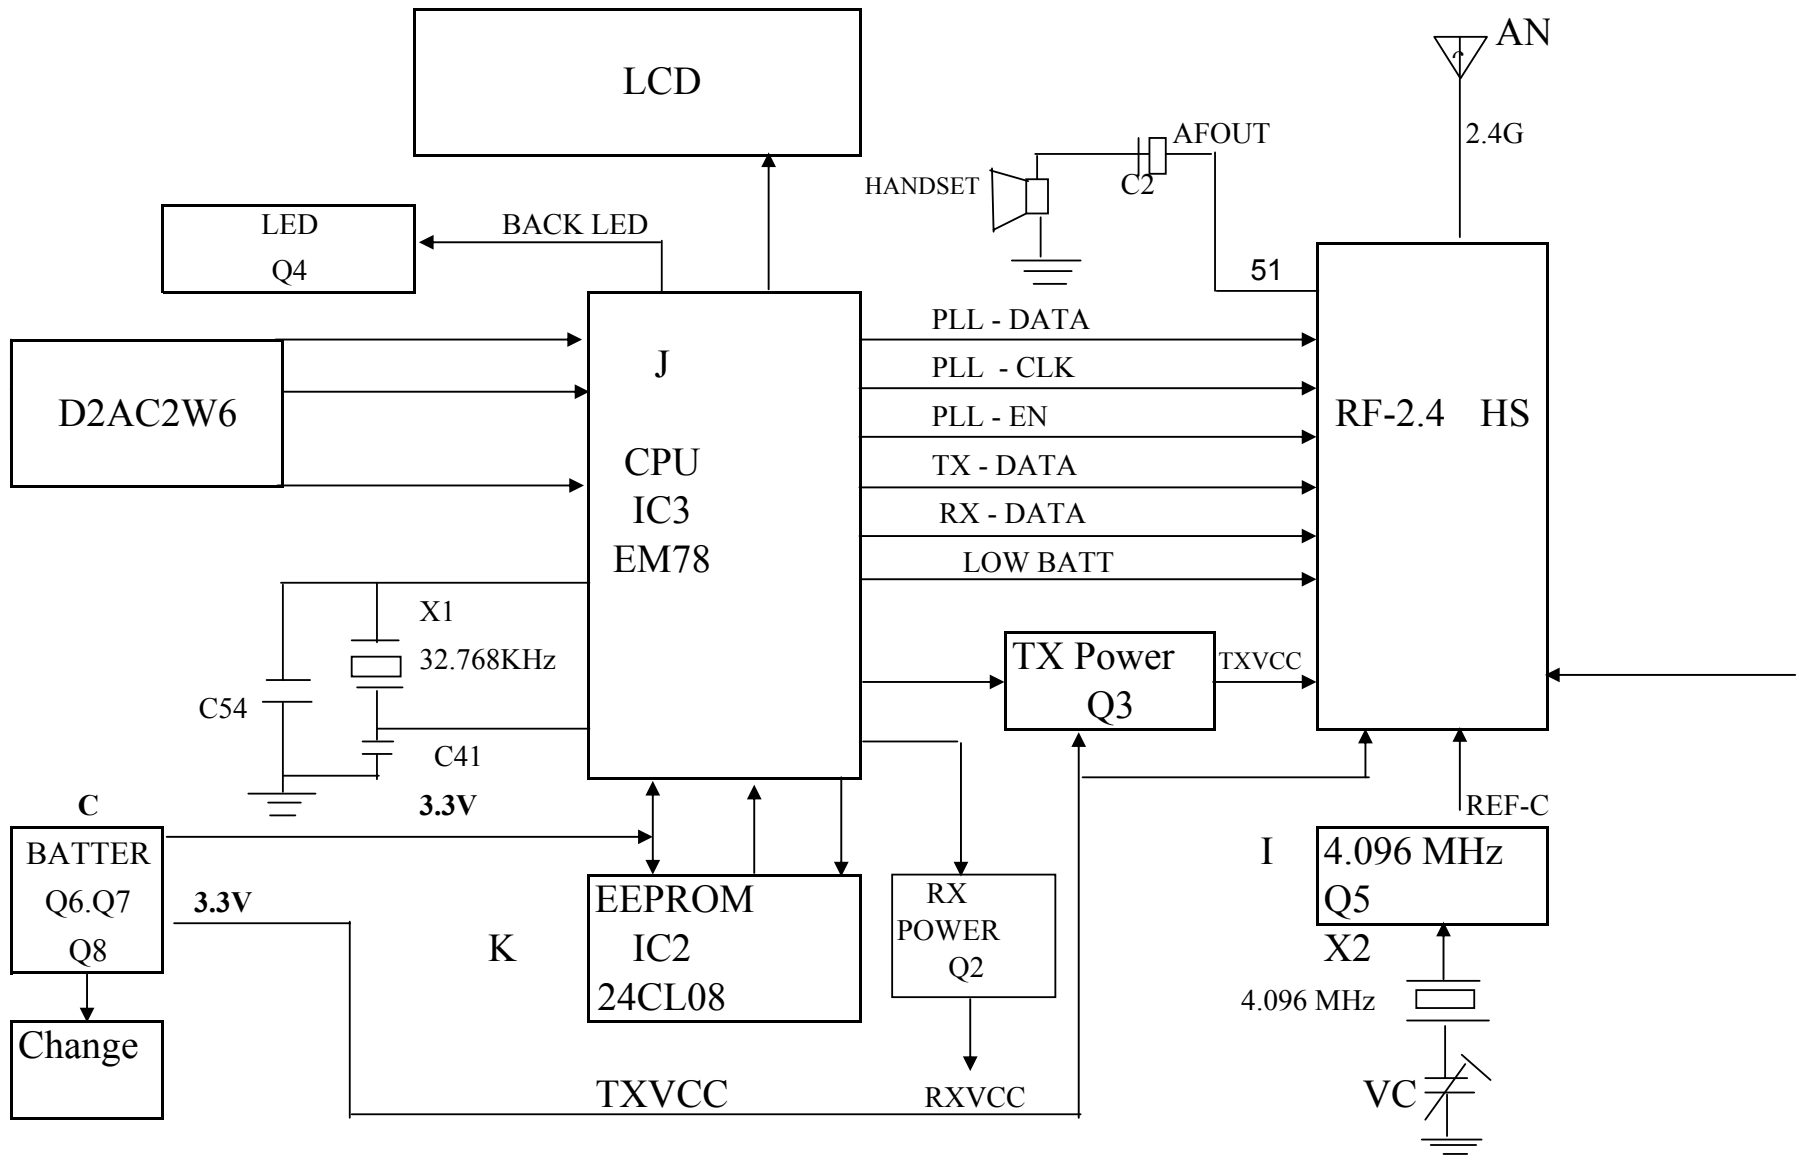 AN
LCD
2.4G
AFOUT
C2
HANDSET
LED
Q4
BACK LED
51
PLL - DATA
J
PLL - CLK
D2AC2W6
PLL - EN
RF-2.4 HS
CPU
TX - DATA
IC3
RX - DATA
EM78
LOW BATT
X1
32.768KHz
TX Power
Q3
TXVCC
C54
C41
C
3.3V
REF-C
BATTER
Q6.Q7
Q8
3.3V
I
4.096 MHz
Q5
EEPROM
IC2
24CL08
K
RX
POWER
Q2
X2
4.096 MHz
Change
TXVCC
RXVCC
VC